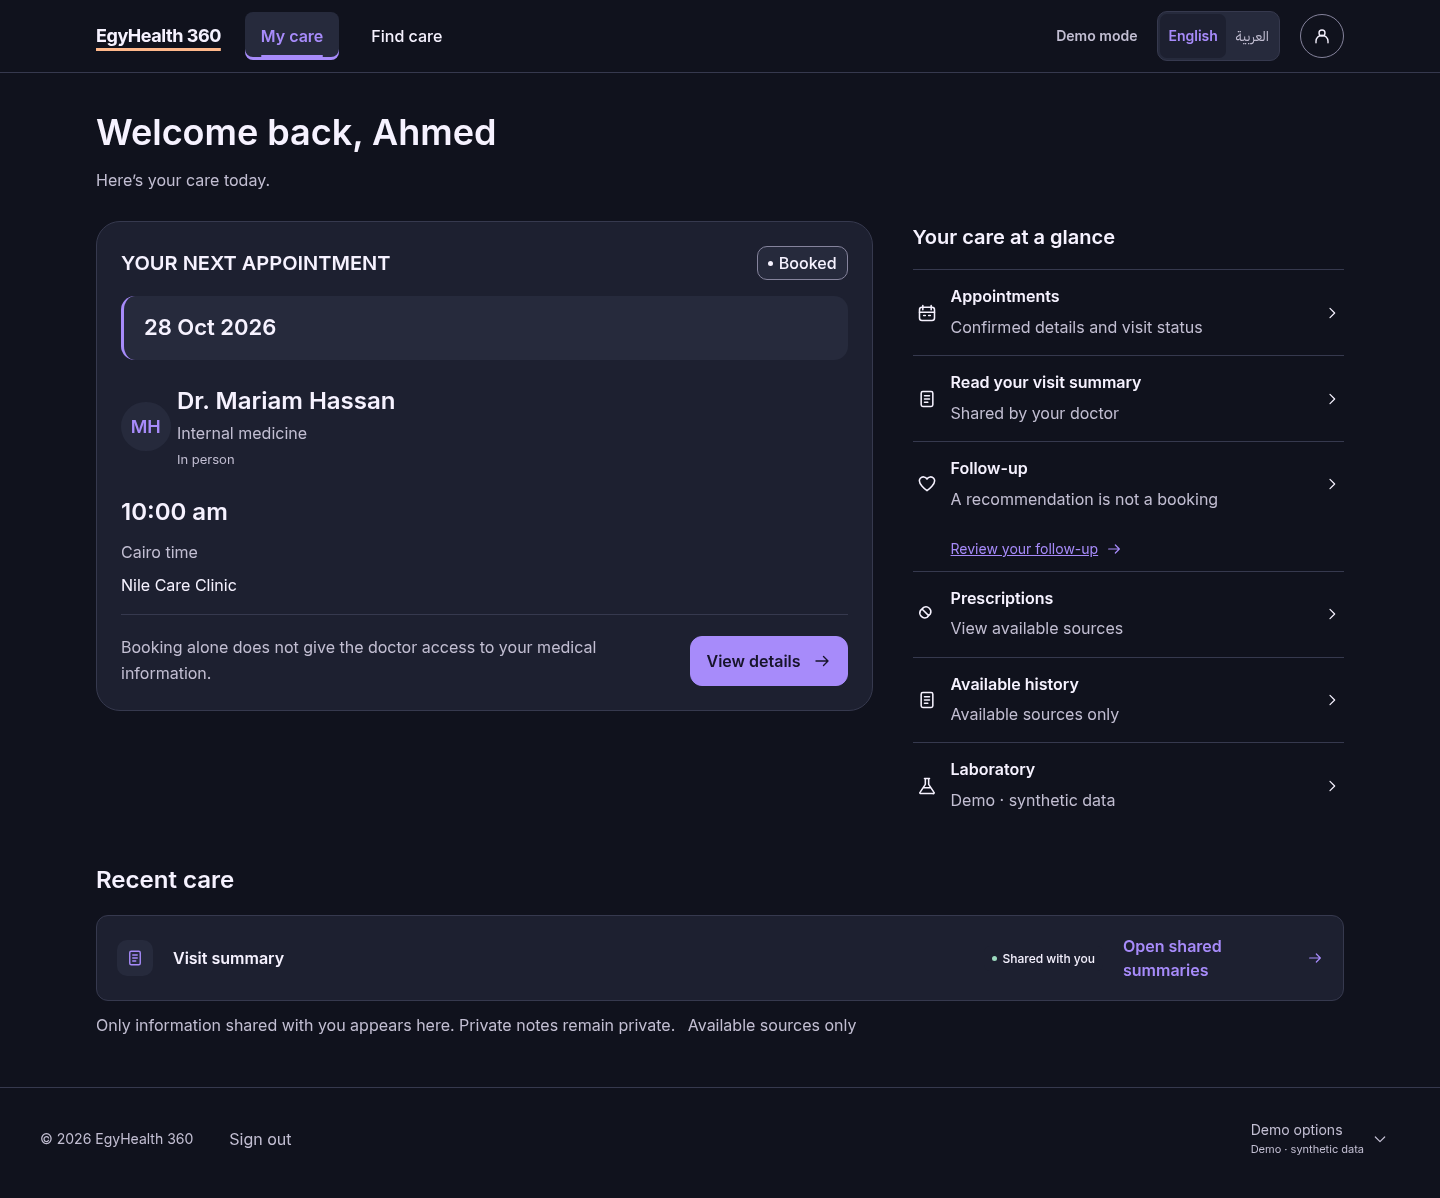 EgyHealth 360
My care
Find care
Demo mode
English
العربية
Welcome back, Ahmed
Here’s your care today.
YOUR NEXT APPOINTMENT
• Booked
28 Oct 2026
MH
Dr. Mariam Hassan
Internal medicine
In person
10:00 am
Cairo time
Nile Care Clinic
Booking alone does not give the doctor access to your medical
information.
View details
Your care at a glance
Appointments
Confirmed details and visit status
Read your visit summary
Shared by your doctor
Follow-up
A recommendation is not a booking
Review your follow-up
Prescriptions
View available sources
Available history
Available sources only
Laboratory
Demo · synthetic data
Recent care
Visit summary
• Shared with you
Open shared
summaries
Only information shared with you appears here. Private notes remain private. Available sources only
© 2026 EgyHealth 360
Sign out
Demo options
Demo · synthetic data